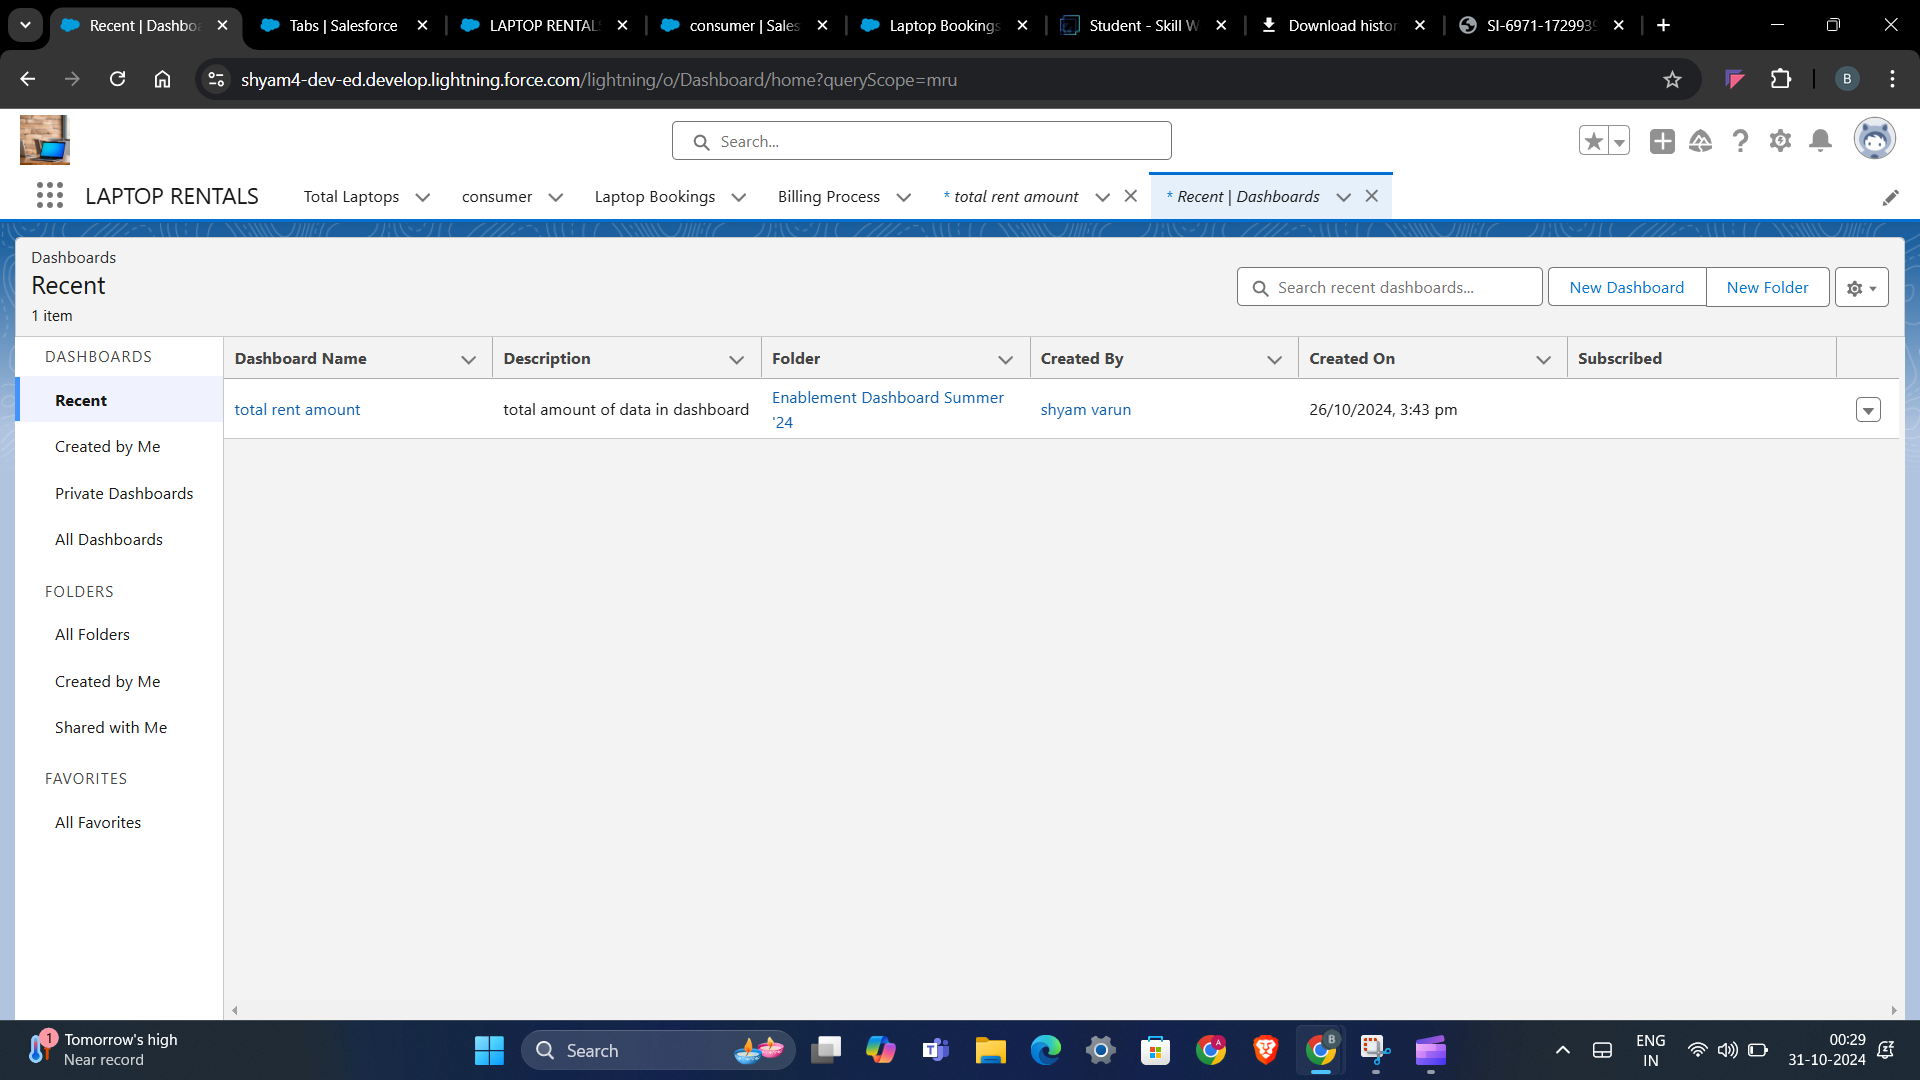 Recent | Dashbo
Tabs | Salesforce
LAPTOP RENTAL
consumer | Sales
Laptop Bookings
Student - Skill W
Download histor
SI-6971-172993
shyam4-dev-ed.develop.lightning.force.com/lightning/o/Dashboard/home?queryScope=mru
B
Search...
LAPTOP RENTALS
Total Laptops
consumer
Laptop Bookings
Billing Process
* total rent amount
* Recent | Dashboards
Dashboards
Recent
1 item
Search recent dashboards...
New Dashboard
New Folder
DASHBOARDS
Recent
Created by Me
Private Dashboards
All Dashboards
FOLDERS
All Folders
Created by Me
Shared with Me
FAVORITES
All Favorites
Dashboard Name
Description
Folder
Created By
Created On
Subscribed
total rent amount
total amount of data in dashboard
Enablement Dashboard Summer
'24
shyam varun
26/10/2024, 3:43 pm
1
Tomorrow's high
Near record
Search
A
B
ENG
IN
00:29
31-10-2024